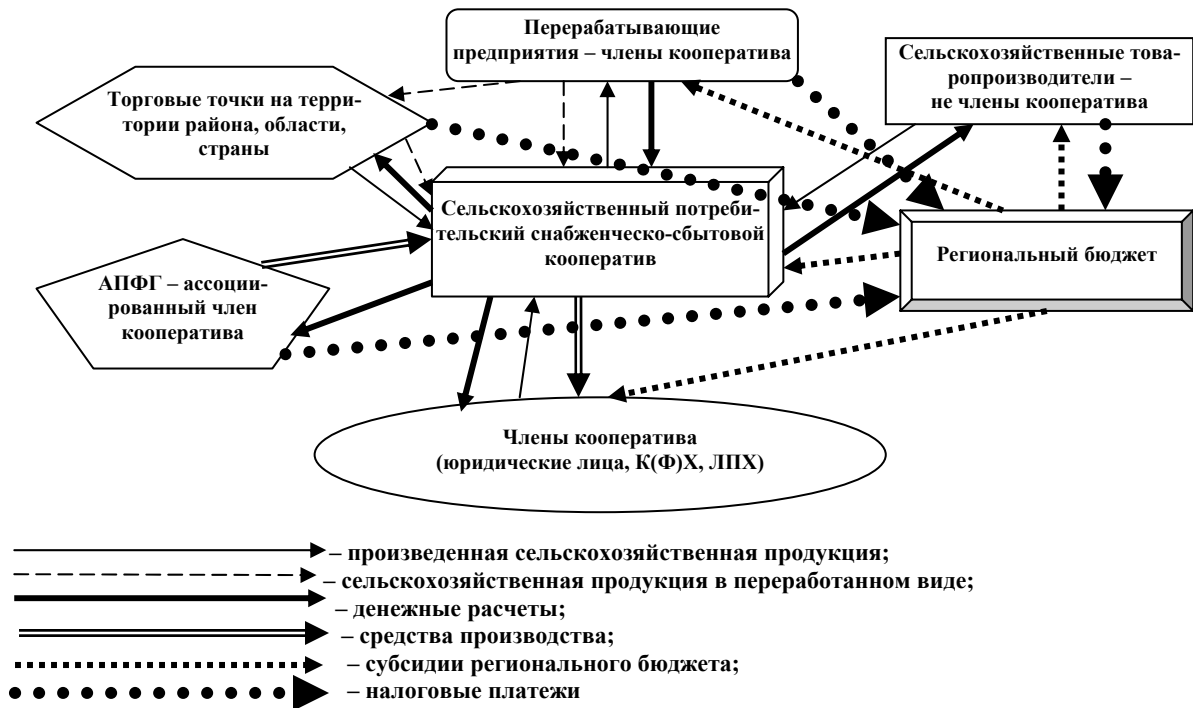 Перерабатывающие
предприятия – члены кооператива
Сельскохозяйственные това-
ропроизводители –
не члены кооператива
Торговые точки на терри-
тории района, области,
страны
Сельскохозяйственный потреби-
тельский снабженческо-сбытовой
кооператив
Региональный бюджет
АПФГ – ассоции-
рованный член
кооператива
Члены кооператива
(юридические лица, К(Ф)Х, ЛПХ)
– произведенная сельскохозяйственная продукция;
– сельскохозяйственная продукция в переработанном виде;
– денежные расчеты;
– средства производства;
– субсидии регионального бюджета;
– налоговые платежи